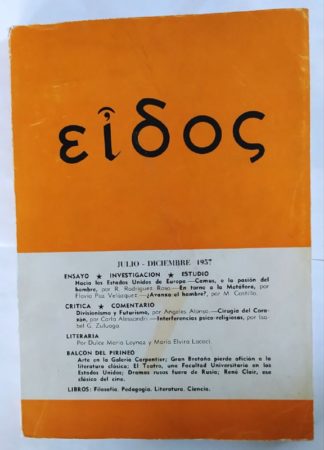 εἶδος
JULIO - DICIEMBRE 1957
ENSAYO ★ INVESTIGACION ★ ESTUDIO
Hacia los Estados Unidos de Europa.—Camus, o la pasión del
hombre, por R. Rodríguez Raso.—En torno a la Metáfora, por
Flavia Paz Velázquez.—¿Avanza el hombre?, por M. Castillo.
CRITICA ★ COMENTARIO
Divisionismo y Futurismo, por Angeles Alonso.—Cirugía del Cora-
zón, por Carla Alessandri.—Interferencias psico-religiosas, por Isa-
bel G. Zuluaga.
LITERARIA
Por Dulce María Loynaz y María Elvira Lacaci.
BALCON DEL PIRINEO
Arte en la Galería Carpentier; Gran Bretaña pierde afición a la
literatura clásica; El Teatro, una Facultad Universitaria en los
Estados Unidos; Dramas rusos fuera de Rusia; René Clair, ese
clásico del cine.
LIBROS: Filosofía. Pedagogía. Literatura. Ciencia.